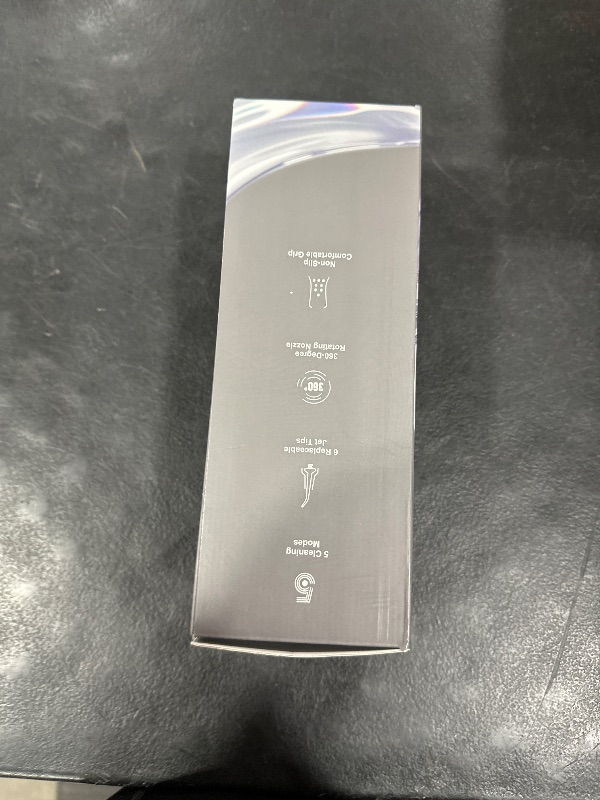 5
5 Cleaning
Modes
6 Replaceable
Jet Tips
360°
360-Degree
Rotating Nozzle
Non-Slip
Comfortable Grip